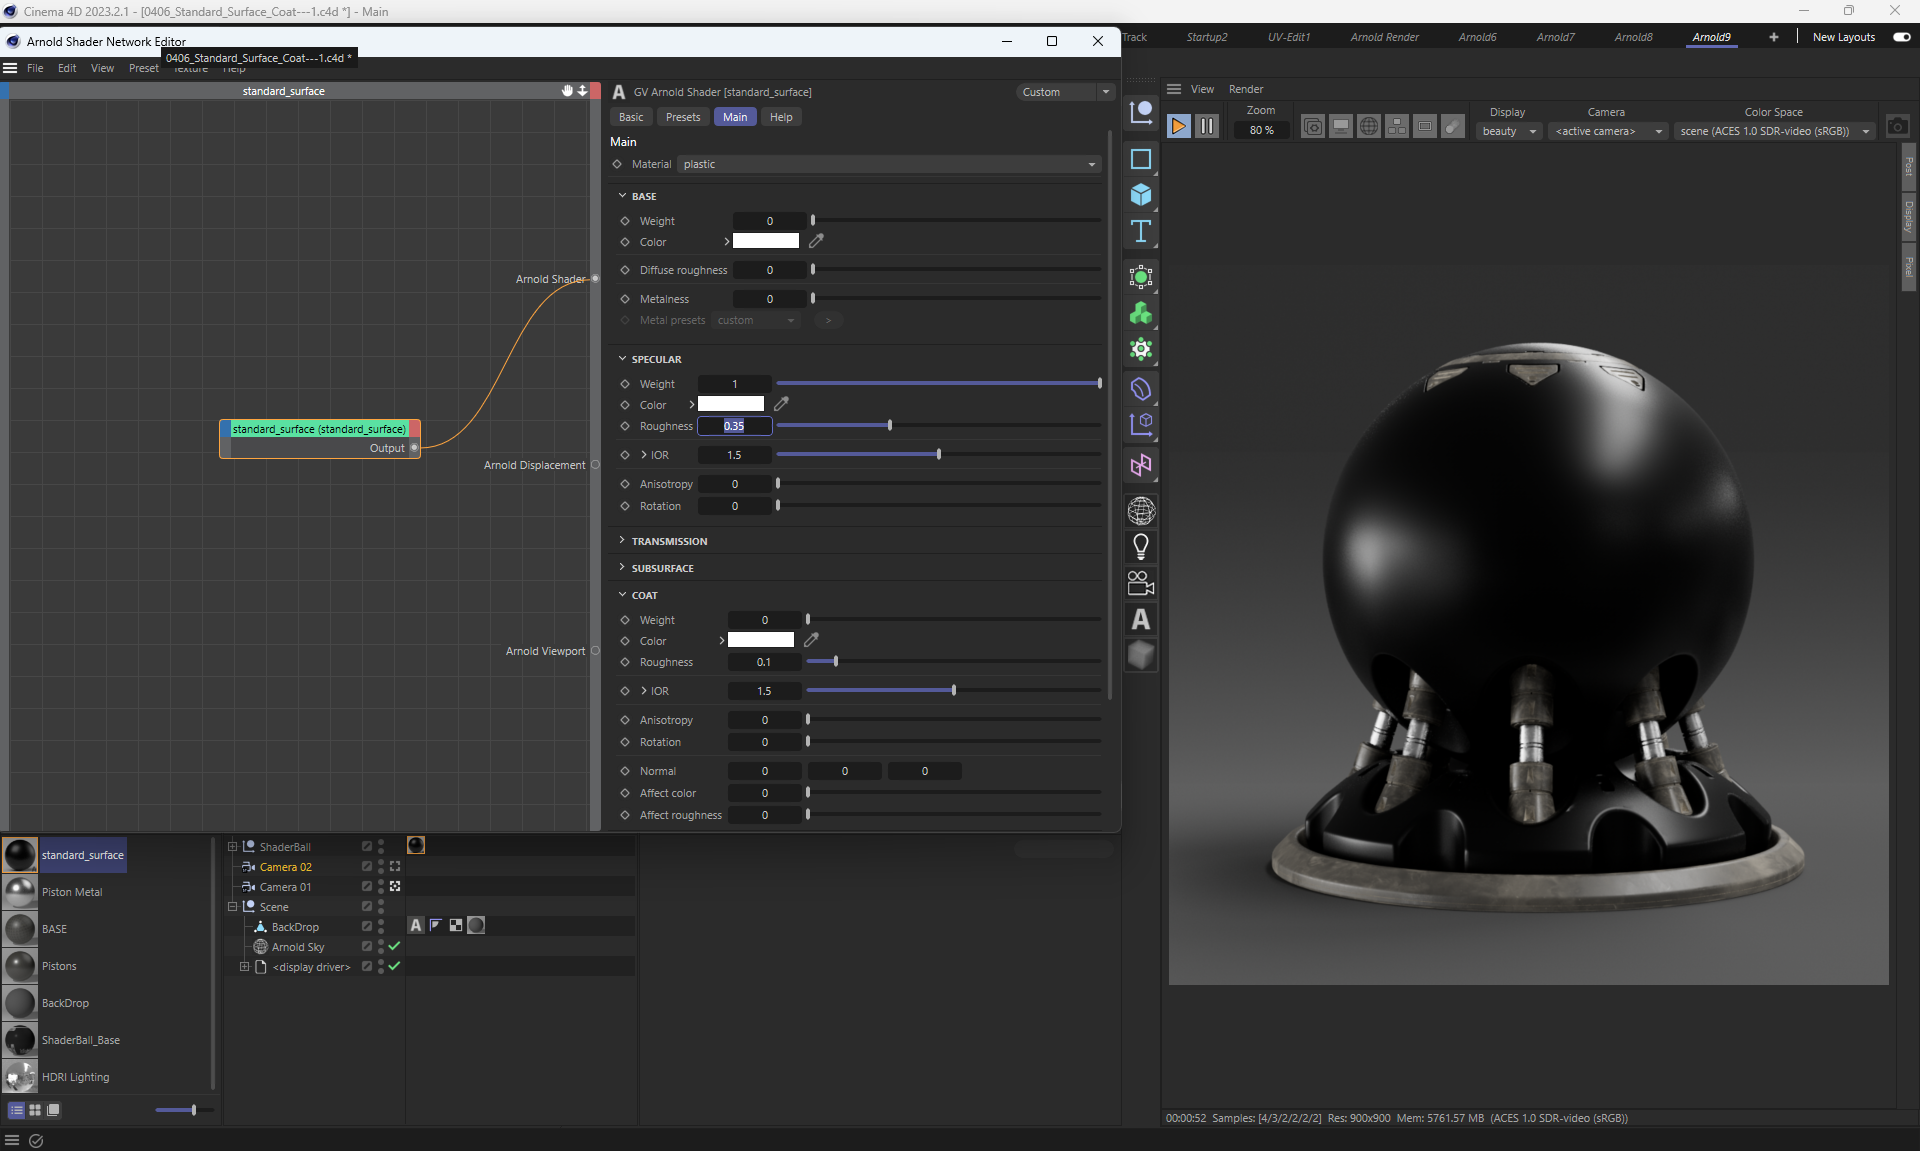 Cinema 4D 2023.2.1 - [0406_Standard_Surface_Coat---1.c4d *] - Main
Arnold Shader Network Editor
0406_Standard_Surface_Coat---1.c4d *
File Edit View Preset Texture Help
Track Startup2 UV-Edit1 Arnold Render Arnold6 Arnold7 Arnold8 Arnold9 + New Layouts
standard_surface
Arnold Shader
standard_surface (standard_surface)
Output
Arnold Displacement
Arnold Viewport
A GV Arnold Shader [standard_surface] Custom
Basic Presets Main Help
Main
Material plastic
BASE
Weight 0
Color
Diffuse roughness 0
Metalness 0
Metal presets custom >
SPECULAR
Weight 1
Color
Roughness 0.35
IOR 1.5
Anisotropy 0
Rotation 0
TRANSMISSION
SUBSURFACE
COAT
Weight 0
Color
Roughness 0.1
IOR 1.5
Anisotropy 0
Rotation 0
Normal 0 0 0
Affect color 0
Affect roughness 0
T
A
View Render
Zoom
80 %
Display
beauty
Camera
<active camera>
Color Space
scene (ACES 1.0 SDR-video (sRGB))
Post
Display
Pixel
00:00:52 Samples: [4/3/2/2/2/2] Res: 900x900 Mem: 5761.57 MB (ACES 1.0 SDR-video (sRGB))
standard_surface
Piston Metal
BASE
Pistons
BackDrop
ShaderBall_Base
HDRI Lighting
ShaderBall
Camera 02
Camera 01
Scene
BackDrop A
Arnold Sky
<display driver>